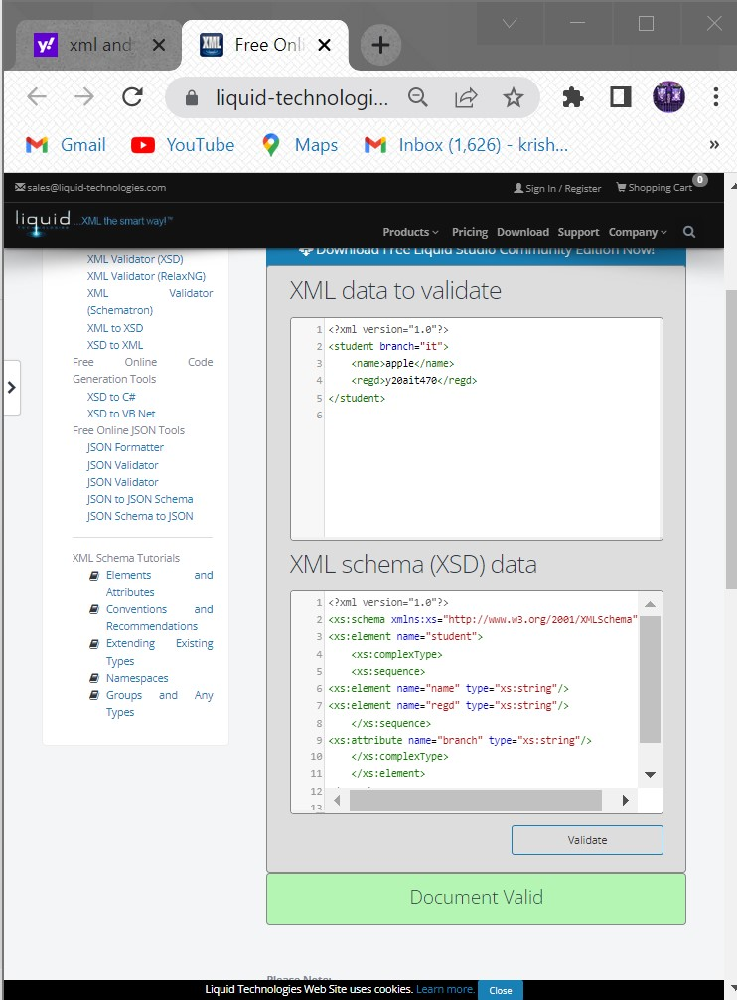 y! xml and
XML Free Onl
liquid-technologi...
Gmail YouTube Maps Inbox (1,626) - krish... »
sales@liquid-technologies.com Sign In / Register Shopping Cart 0
liquid ...XML the smart way!™
Products Pricing Download Support Company
Download Free Liquid Studio Community Edition Now!
XML Validator (XSD)
XML Validator (RelaxNG)
XML Validator
(Schematron)
XML to XSD
XSD to XML
Free Online Code
Generation Tools
XSD to C#
XSD to VB.Net
Free Online JSON Tools
JSON Formatter
JSON Validator
JSON Validator
JSON to JSON Schema
JSON Schema to JSON
XML Schema Tutorials
Elements and
Attributes
Conventions and
Recommendations
Extending Existing
Types
Namespaces
Groups and Any
Types
XML data to validate
1 <?xml version="1.0"?>
2 <student branch="it">
3 <name>apple</name>
4 <regd>y20ait470</regd>
5 </student>
6
XML schema (XSD) data
1 <?xml version="1.0"?>
2 <xs:schema xmlns:xs="http://www.w3.org/2001/XMLSchema"
3 <xs:element name="student">
4 <xs:complexType>
5 <xs:sequence>
6 <xs:element name="name" type="xs:string"/>
7 <xs:element name="regd" type="xs:string"/>
8 </xs:sequence>
9 <xs:attribute name="branch" type="xs:string"/>
10 </xs:complexType>
11 </xs:element>
12
13
Validate
Document Valid
Please Note:
Liquid Technologies Web Site uses cookies. Learn more. Close